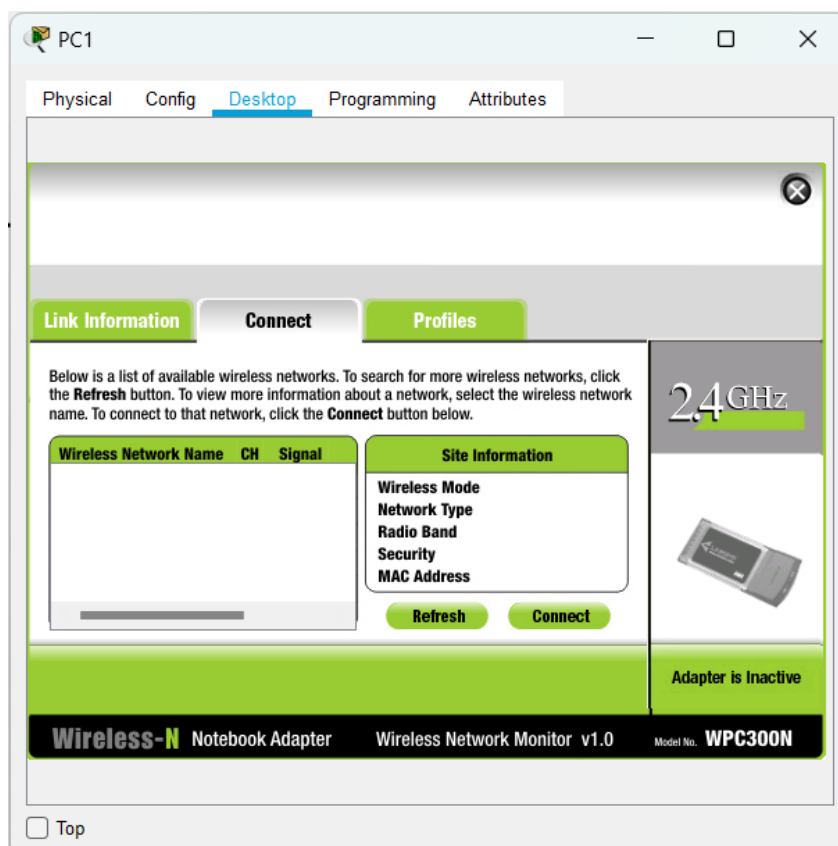 PC1
Physical Config Desktop Programming Attributes
Link Information Connect Profiles
Below is a list of available wireless networks. To search for more wireless networks, click
the Refresh button. To view more information about a network, select the wireless network
name. To connect to that network, click the Connect button below.
2.4GHz
Wireless Network Name CH Signal
Site Information
Wireless Mode
Network Type
Radio Band
Security
MAC Address
Refresh Connect
Adapter is Inactive
Wireless-N Notebook Adapter Wireless Network Monitor v1.0 Model No. WPC300N
Top